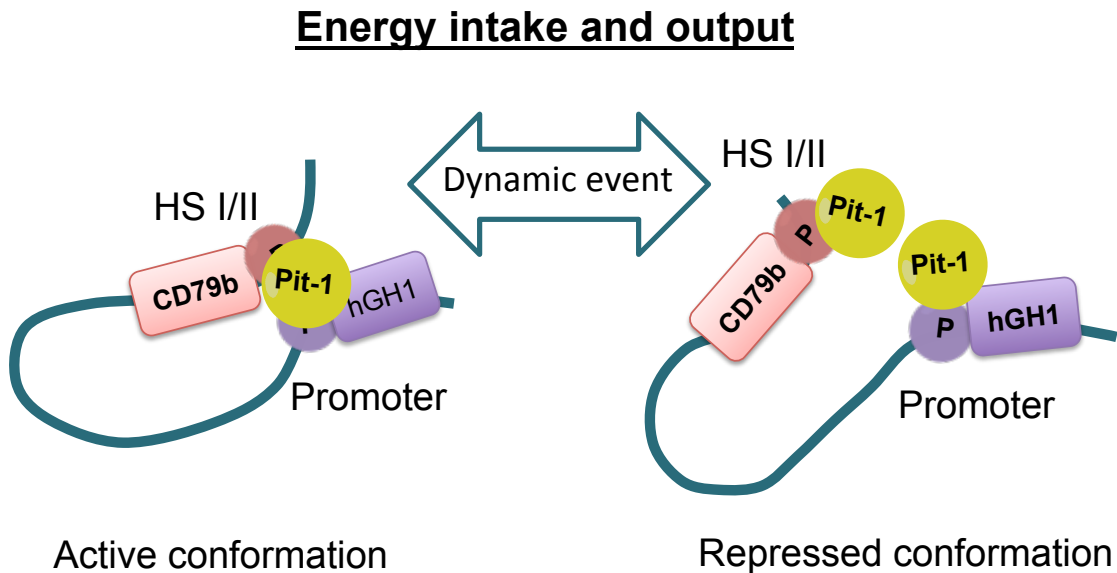 Energy intake and output
Dynamic event
HS I/II
CD79b
Pit-1
hGH1
Promoter
Active conformation
HS I/II
P
Pit-1
Pit-1
CD79b
P
hGH1
Promoter
Repressed conformation